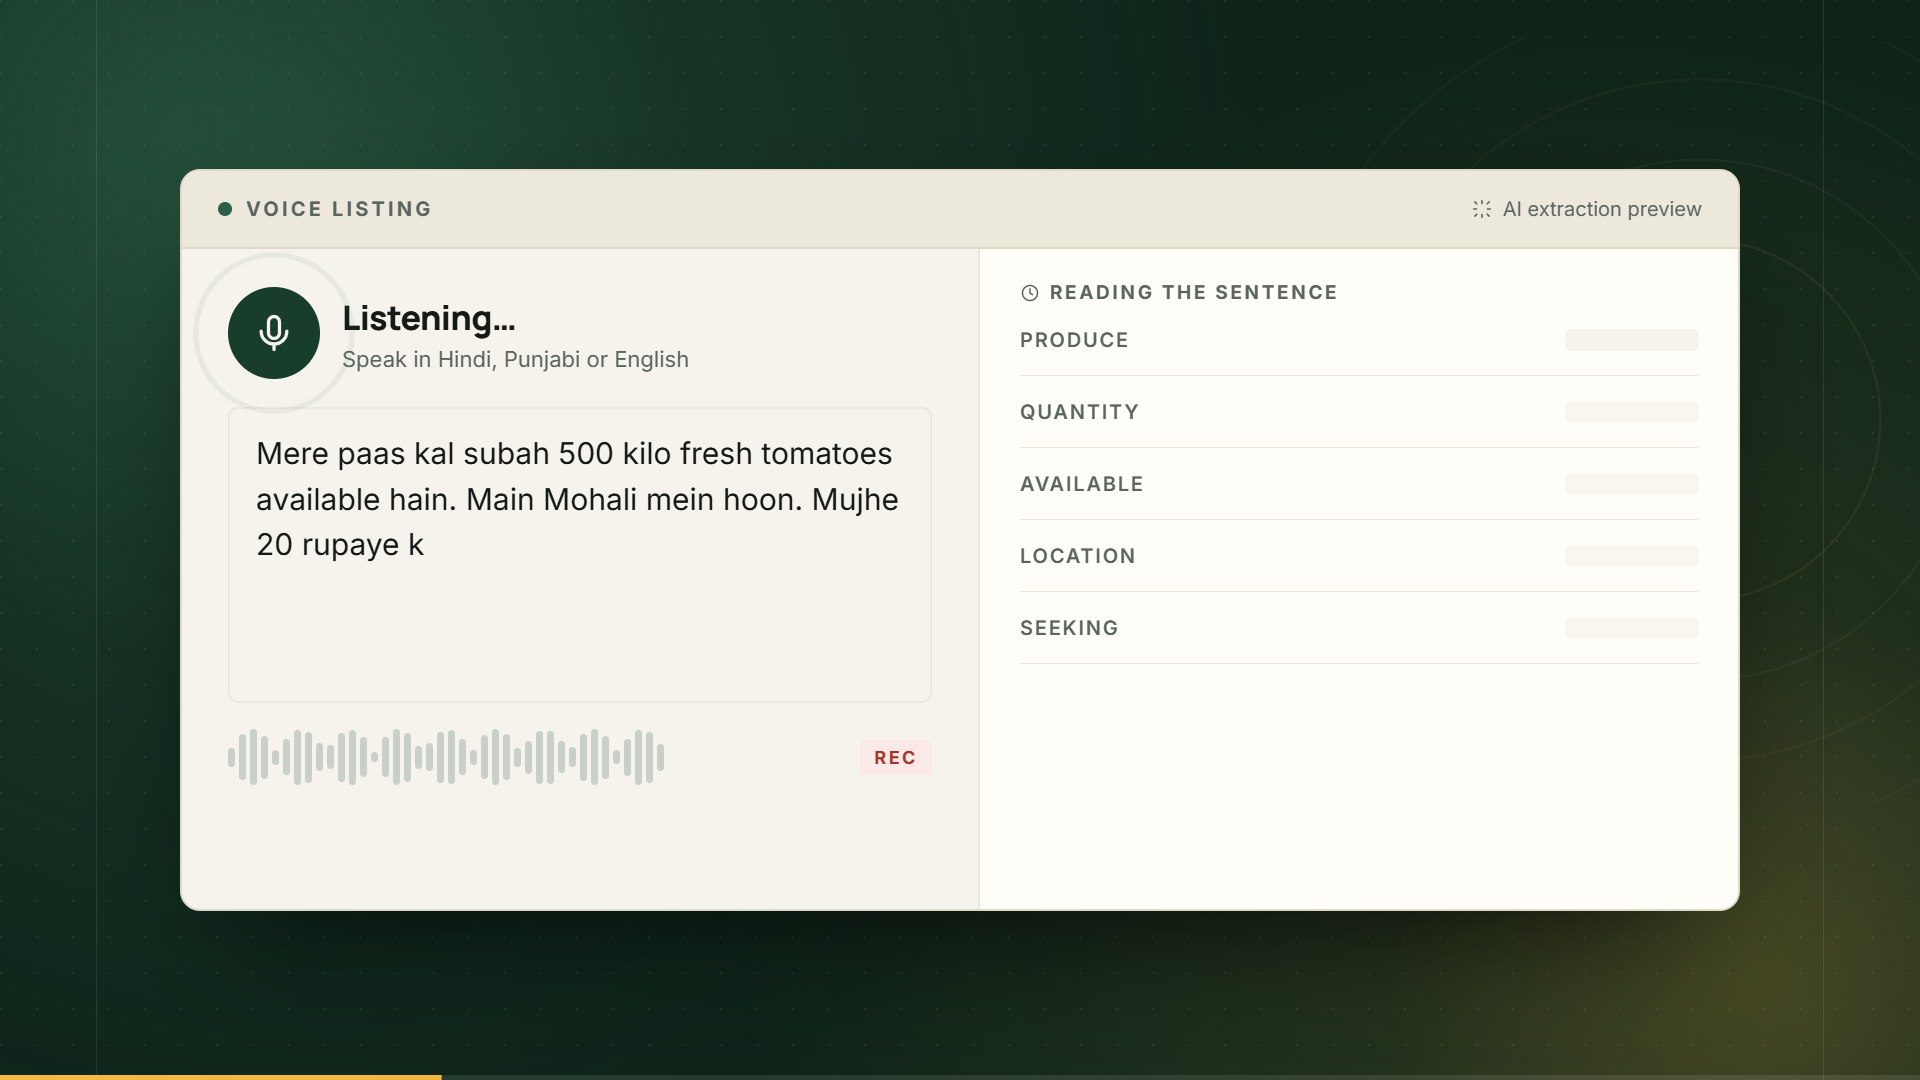 VOICE LISTING
AI extraction preview
Listening...
Speak in Hindi, Punjabi or English
Mere paas kal subah 500 kilo fresh tomatoes
available hain. Main Mohali mein hoon. Mujhe
20 rupaye k
REC
READING THE SENTENCE
PRODUCE
QUANTITY
AVAILABLE
LOCATION
SEEKING